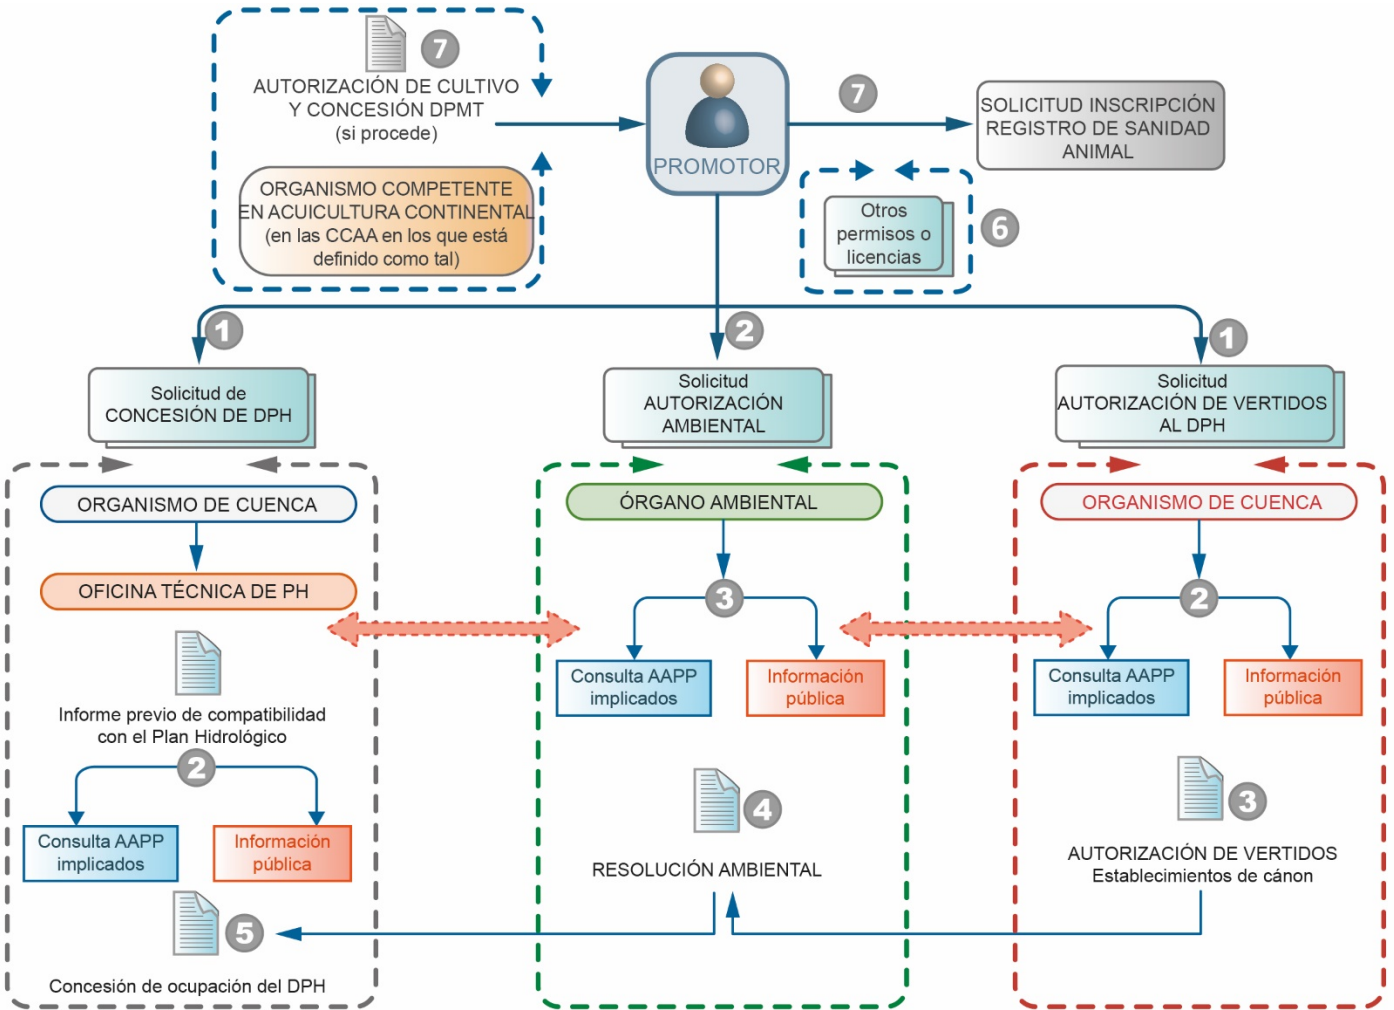 7
AUTORIZACIÓN DE CULTIVO
Y CONCESIÓN DPMT
(si procede)
ORGANISMO COMPETENTE
EN ACUICULTURA CONTINENTAL
(en las CCAA en los que está
definido como tal)
PROMOTOR
7
SOLICITUD INSCRIPCIÓN
REGISTRO DE SANIDAD
ANIMAL
Otros
permisos o
licencias
6
1
2
1
Solicitud de
CONCESIÓN DE DPH
Solicitud
AUTORIZACIÓN
AMBIENTAL
Solicitud
AUTORIZACIÓN DE VERTIDOS
AL DPH
ORGANISMO DE CUENCA
OFICINA TÉCNICA DE PH
Informe previo de compatibilidad
con el Plan Hidrológico
2
Consulta AAPP
implicados
Información
pública
5
Concesión de ocupación del DPH
ÓRGANO AMBIENTAL
3
Consulta AAPP
implicados
Información
pública
4
RESOLUCIÓN AMBIENTAL
ORGANISMO DE CUENCA
2
Consulta AAPP
implicados
Información
pública
3
AUTORIZACIÓN DE VERTIDOS
Establecimientos de cánon